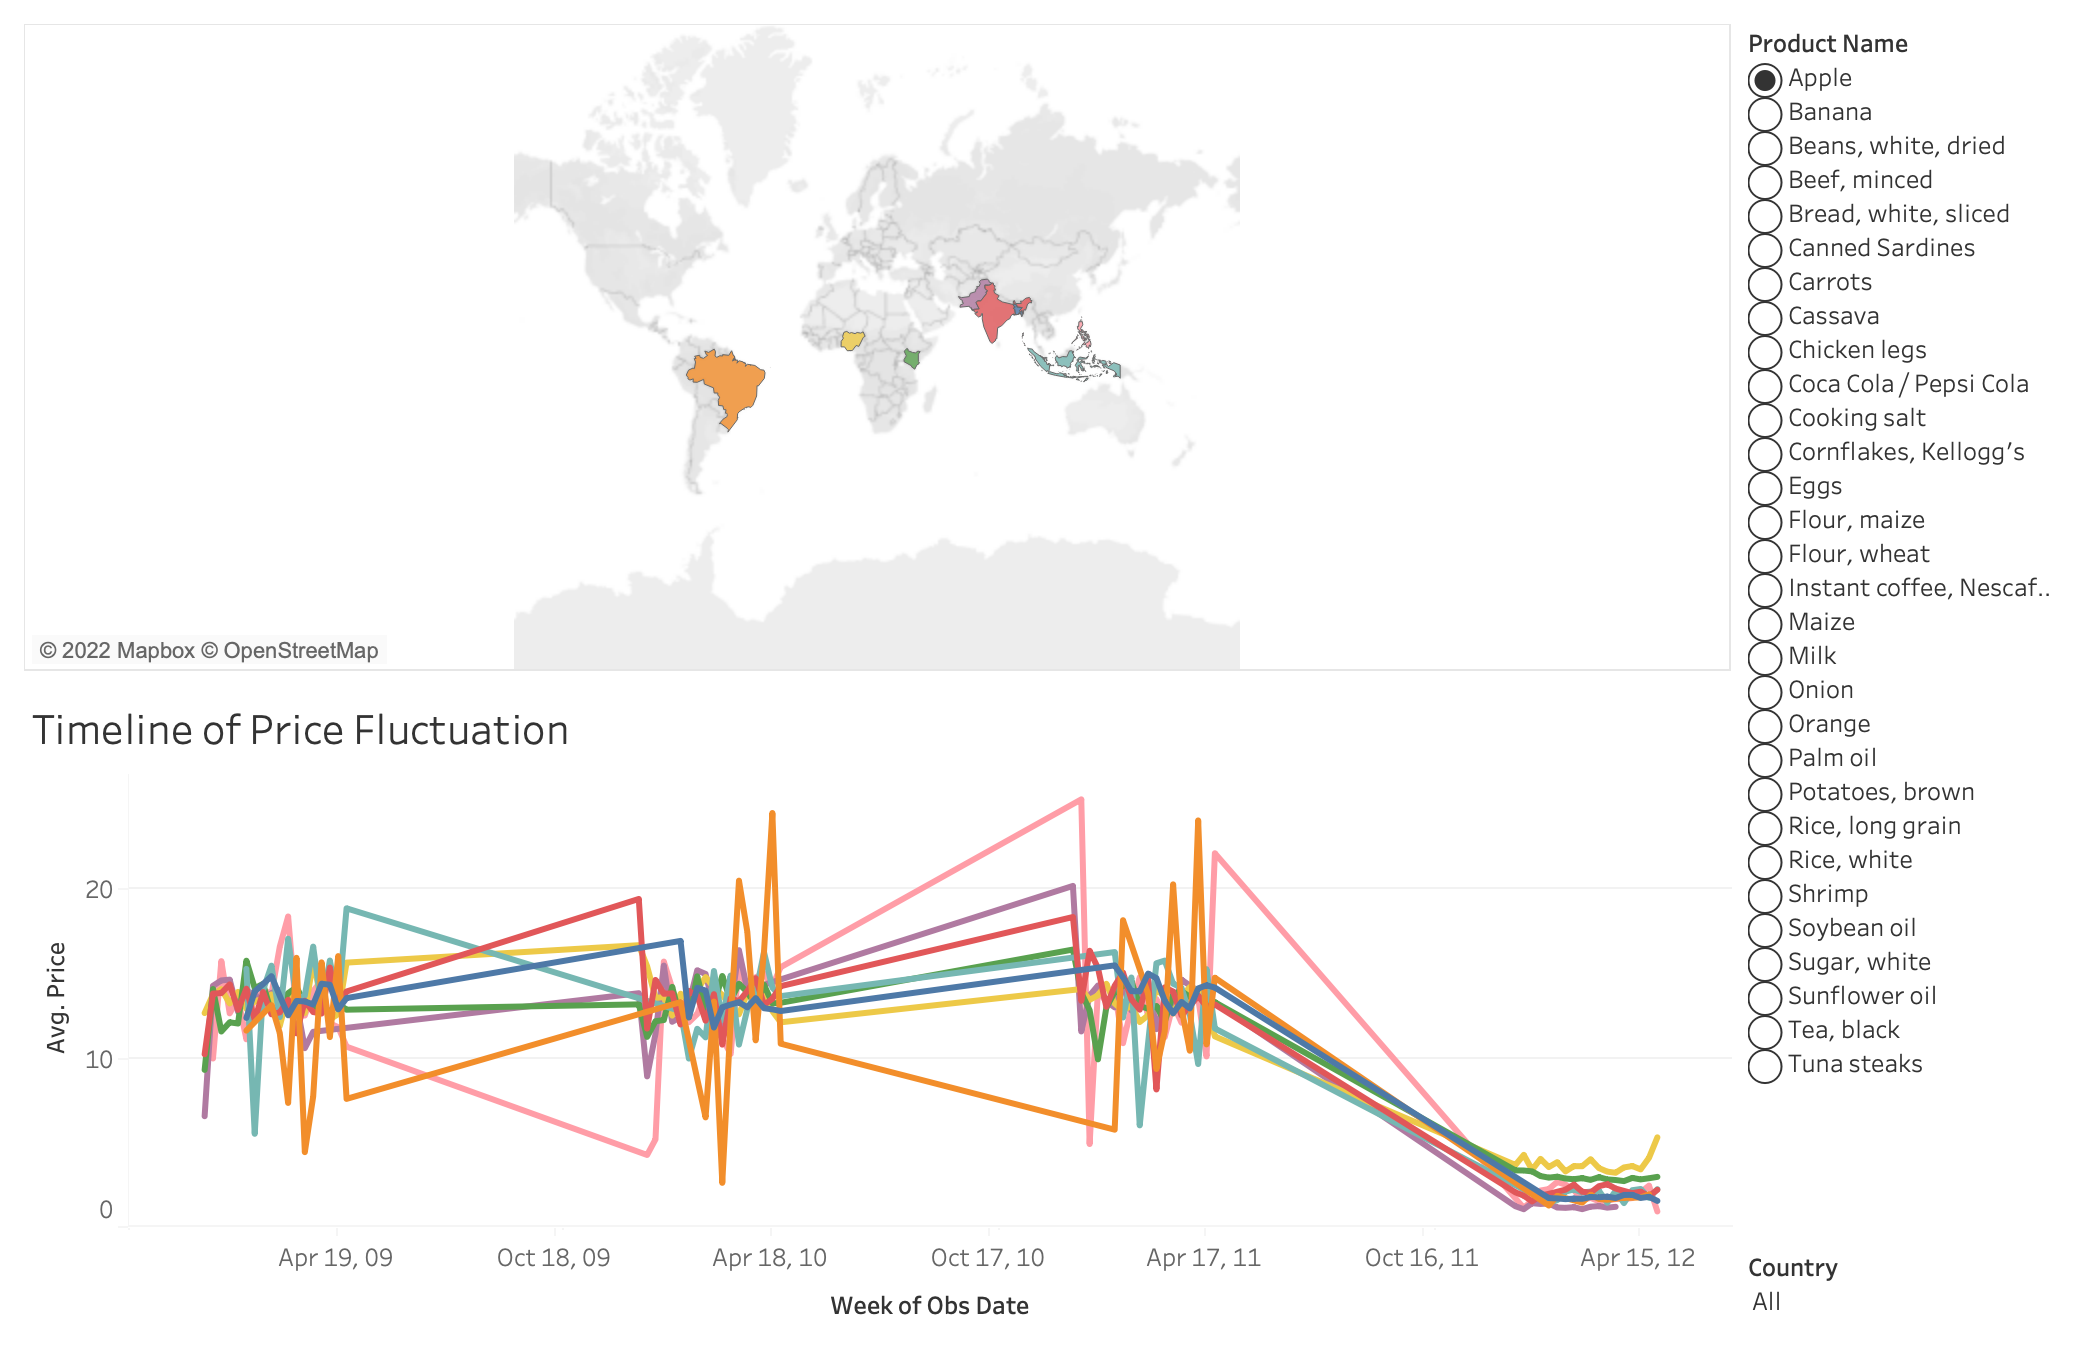 © 2022 Mapbox © OpenStreetMap
Product Name
Apple
Banana
Beans, white, dried
Beef, minced
Bread, white, sliced
Canned Sardines
Carrots
Cassava
Chicken legs
Coca Cola / Pepsi Cola
Cooking salt
Cornflakes, Kellogg’s
Eggs
Flour, maize
Flour, wheat
Instant coffee, Nescaf..
Maize
Milk
Onion
Orange
Palm oil
Potatoes, brown
Rice, long grain
Rice, white
Shrimp
Soybean oil
Sugar, white
Sunflower oil
Tea, black
Tuna steaks
Timeline of Price Fluctuation
Avg. Price
20
10
0
Apr 19, 09
Oct 18, 09
Apr 18, 10
Oct 17, 10
Apr 17, 11
Oct 16, 11
Apr 15, 12
Week of Obs Date
Country
All